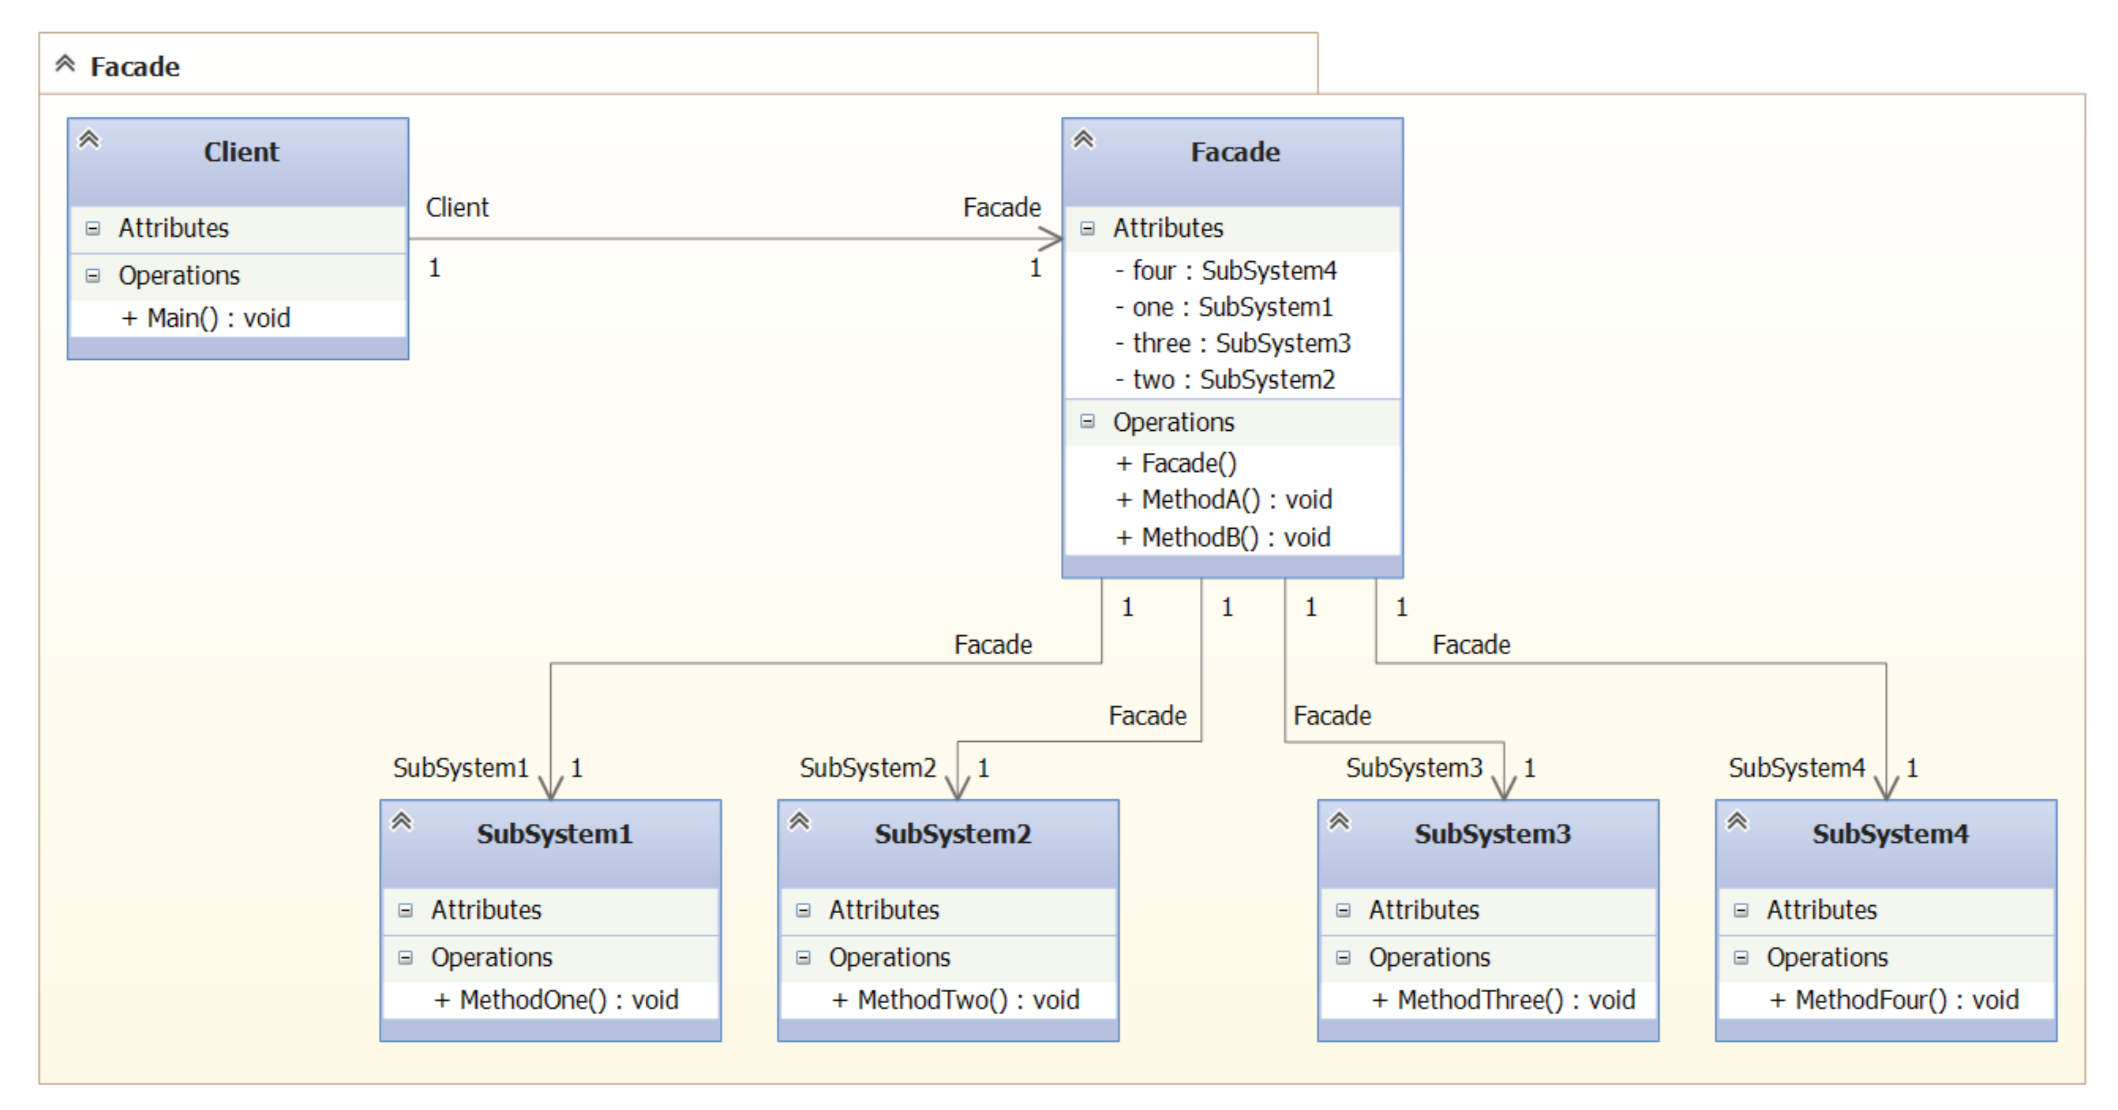 Facade
Client
Attributes
Operations
+ Main() : void
Client
1
Facade
1
Facade
Attributes
- four : SubSystem4
- one : SubSystem1
- three : SubSystem3
- two : SubSystem2
Operations
+ Facade()
+ MethodA() : void
+ MethodB() : void
1
1
1
1
Facade
Facade
Facade
Facade
SubSystem1
1
SubSystem2
1
SubSystem3
1
SubSystem4
1
SubSystem1
Attributes
Operations
+ MethodOne() : void
SubSystem2
Attributes
Operations
+ MethodTwo() : void
SubSystem3
Attributes
Operations
+ MethodThree() : void
SubSystem4
Attributes
Operations
+ MethodFour() : void